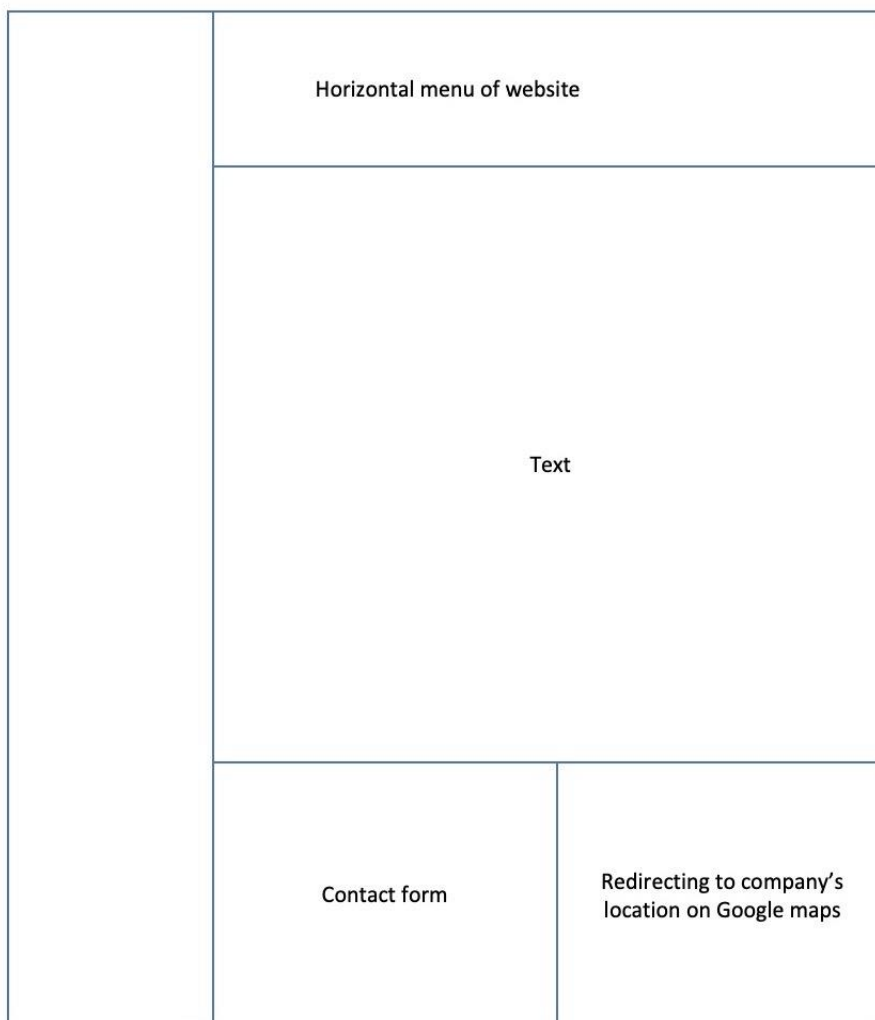 Horizontal menu of website
Text
Contact form
Redirecting to company’s
location on Google maps